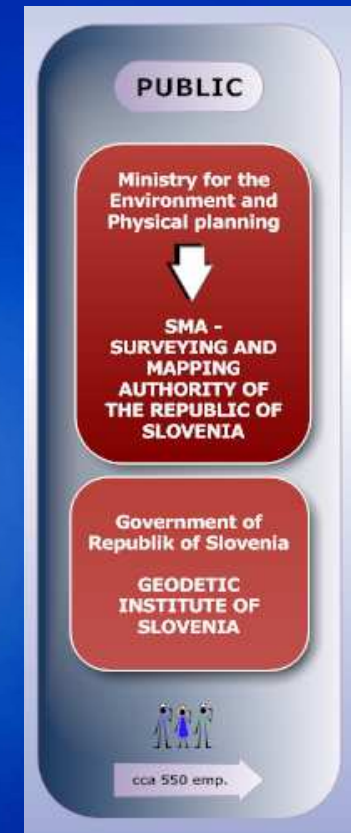 PUBLIC
Ministry for the
Environment and
Physical planning
SMA -
SURVEYING AND
MAPPING
AUTHORITY OF
THE REPUBLIC OF
SLOVENIA
Government of
Republik of Slovenia
GEODETIC
INSTITUTE OF
SLOVENIA
cca 550 emp.